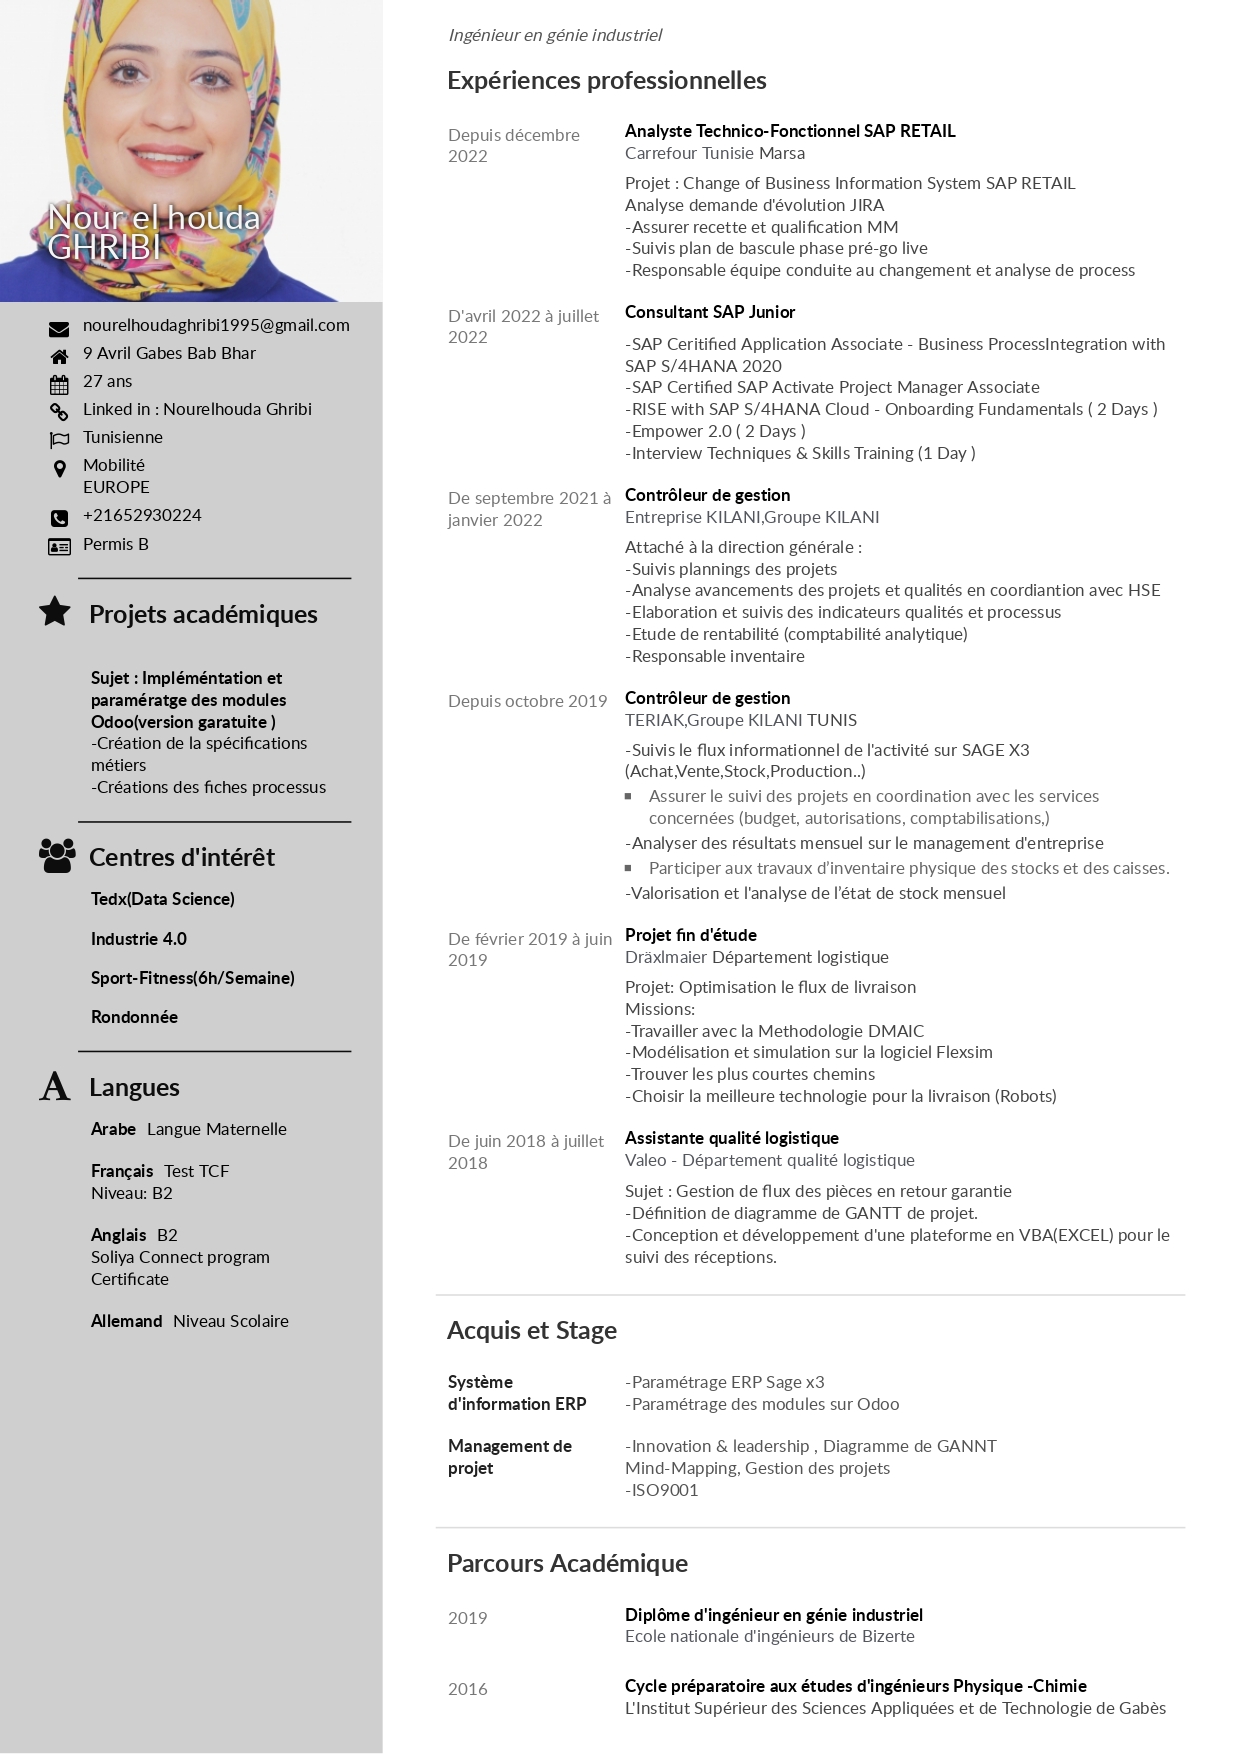 Nour el houda
GHRIBI
nourelhoudaghribi1995@gmail.com
9 Avril Gabes Bab Bhar
27 ans
Linked in : Nourelhouda Ghribi
Tunisienne
Mobilité
EUROPE
+21652930224
Permis B
Projets académiques
Sujet : Impléméntation et
paramératge des modules
Odoo(version garatuite )
-Création de la spécifications
métiers
-Créations des fiches processus
Centres d'intérêt
Tedx(Data Science)
Industrie 4.0
Sport-Fitness(6h/Semaine)
Rondonnée
Langues
Arabe Langue Maternelle
Français Test TCF
Niveau: B2
Anglais B2
Soliya Connect program
Certificate
Allemand Niveau Scolaire
Ingénieur en génie industriel
Expériences professionnelles
Depuis décembre
2022
Analyste Technico-Fonctionnel SAP RETAIL
Carrefour Tunisie Marsa
Projet : Change of Business Information System SAP RETAIL
Analyse demande d'évolution JIRA
-Assurer recette et qualification MM
-Suivis plan de bascule phase pré-go live
-Responsable équipe conduite au changement et analyse de process
D'avril 2022 à juillet
2022
Consultant SAP Junior
-SAP Ceritified Application Associate - Business ProcessIntegration with
SAP S/4HANA 2020
-SAP Certified SAP Activate Project Manager Associate
-RISE with SAP S/4HANA Cloud - Onboarding Fundamentals ( 2 Days )
-Empower 2.0 ( 2 Days )
-Interview Techniques & Skills Training (1 Day )
De septembre 2021 à
janvier 2022
Contrôleur de gestion
Entreprise KILANI,Groupe KILANI
Attaché à la direction générale :
-Suivis plannings des projets
-Analyse avancements des projets et qualités en coordiantion avec HSE
-Elaboration et suivis des indicateurs qualités et processus
-Etude de rentabilité (comptabilité analytique)
-Responsable inventaire
Depuis octobre 2019
Contrôleur de gestion
TERIAK,Groupe KILANI TUNIS
-Suivis le flux informationnel de l'activité sur SAGE X3
(Achat,Vente,Stock,Production..)
▪ Assurer le suivi des projets en coordination avec les services
concernées (budget, autorisations, comptabilisations,)
-Analyser des résultats mensuel sur le management d'entreprise
▪ Participer aux travaux d’inventaire physique des stocks et des caisses.
-Valorisation et l'analyse de l’état de stock mensuel
De février 2019 à juin
2019
Projet fin d'étude
Dräxlmaier Département logistique
Projet: Optimisation le flux de livraison
Missions:
-Travailler avec la Methodologie DMAIC
-Modélisation et simulation sur la logiciel Flexsim
-Trouver les plus courtes chemins
-Choisir la meilleure technologie pour la livraison (Robots)
De juin 2018 à juillet
2018
Assistante qualité logistique
Valeo - Département qualité logistique
Sujet : Gestion de flux des pièces en retour garantie
-Définition de diagramme de GANTT de projet.
-Conception et développement d'une plateforme en VBA(EXCEL) pour le
suivi des réceptions.
Acquis et Stage
Système
d'information ERP
-Paramétrage ERP Sage x3
-Paramétrage des modules sur Odoo
Management de
projet
-Innovation & leadership , Diagramme de GANNT
Mind-Mapping, Gestion des projets
-ISO9001
Parcours Académique
2019
Diplôme d'ingénieur en génie industriel
Ecole nationale d'ingénieurs de Bizerte
2016
Cycle préparatoire aux études d'ingénieurs Physique -Chimie
L'Institut Supérieur des Sciences Appliquées et de Technologie de Gabès